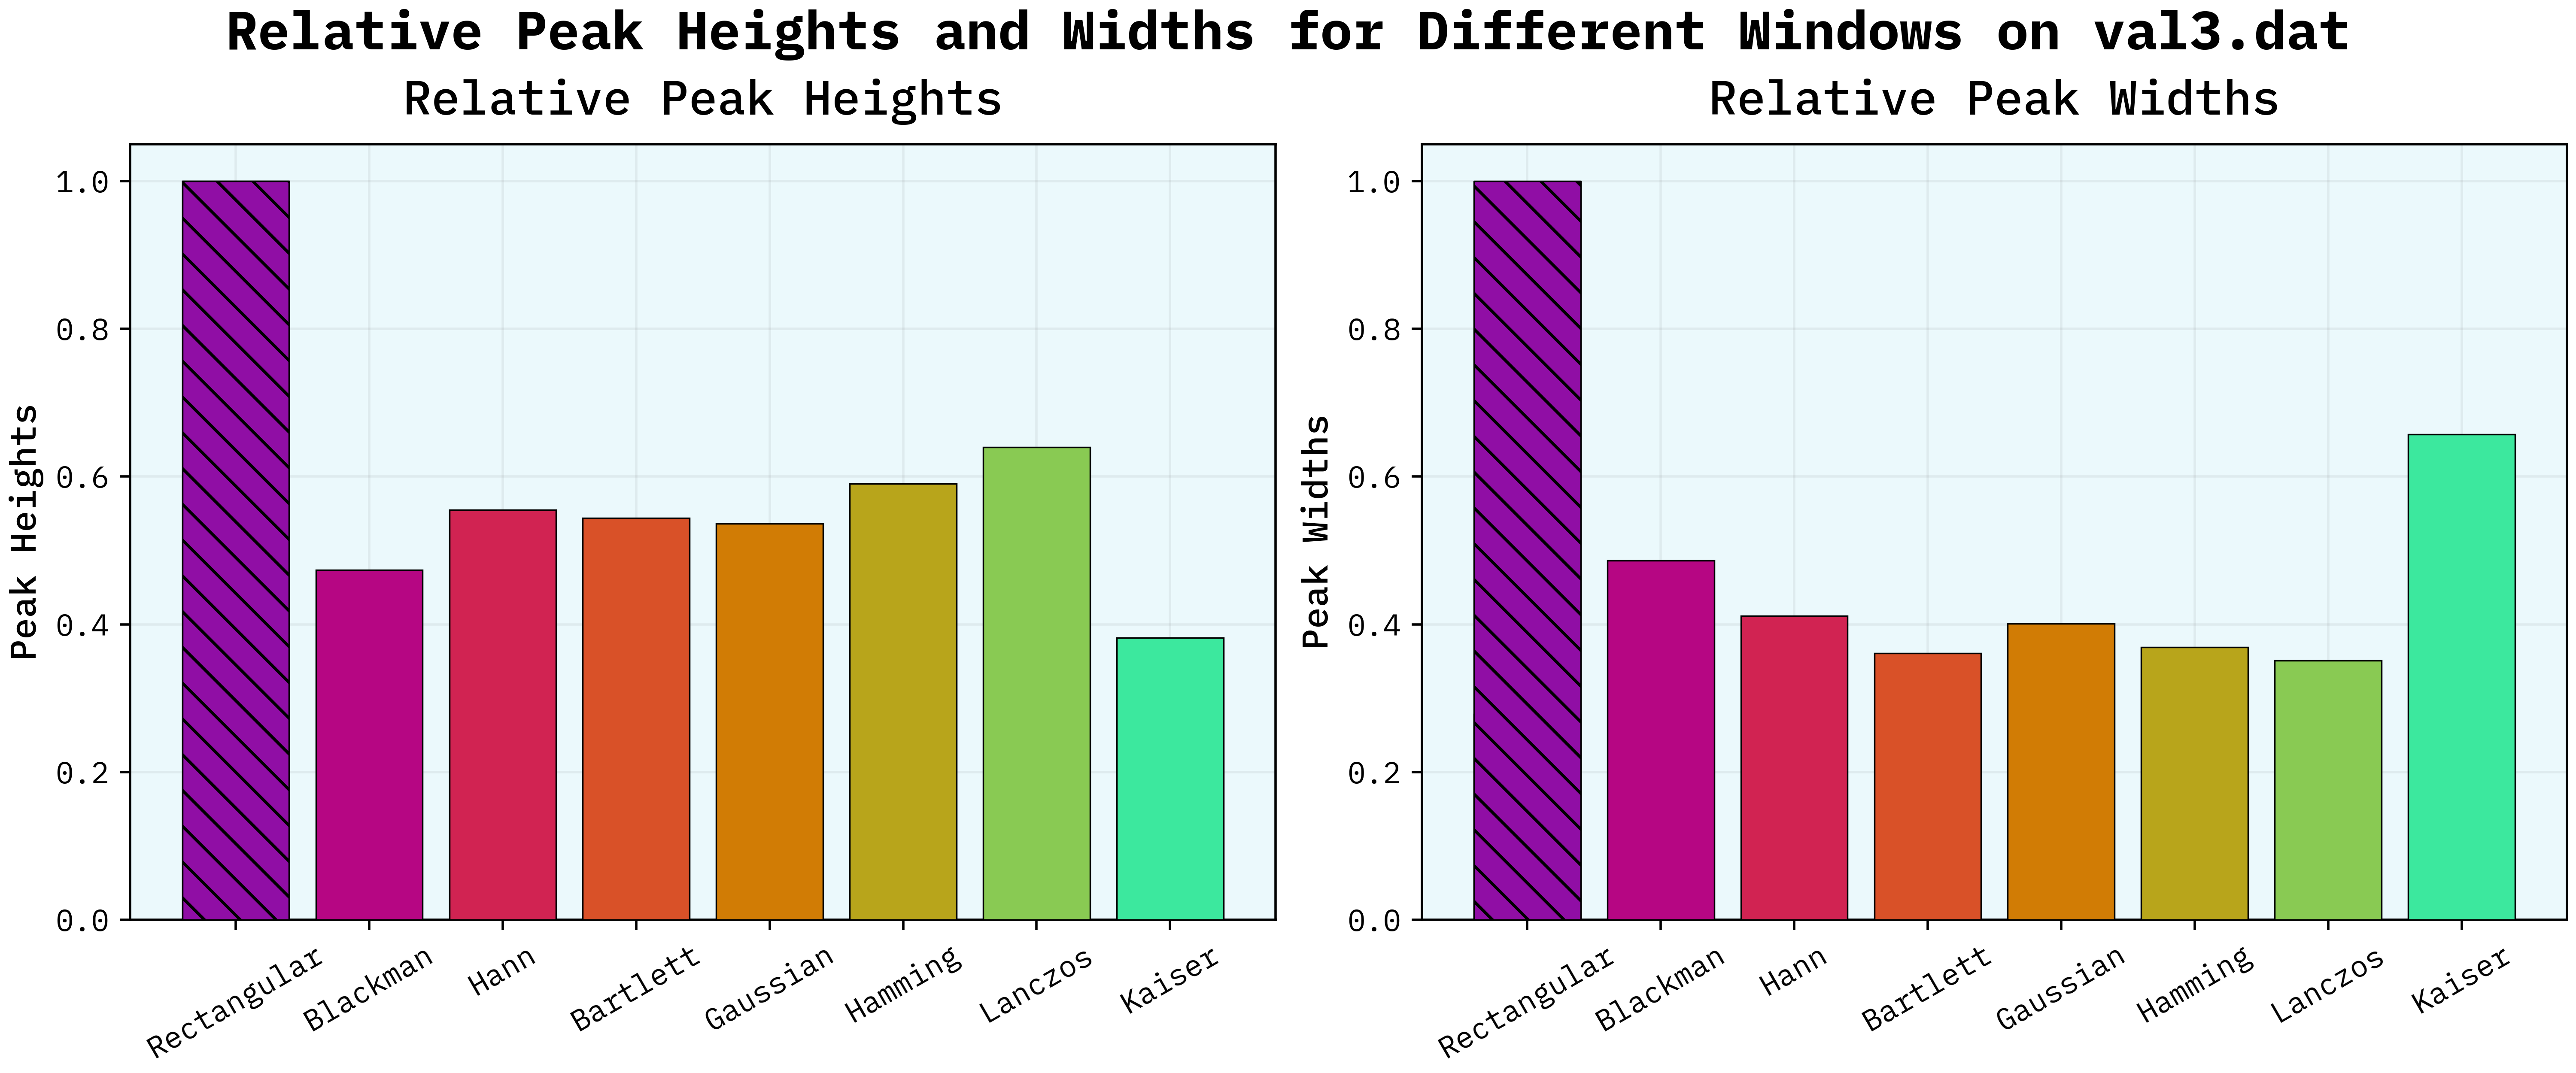 Relative Peak Heights and Widths for Different Windows on val3.dat
Relative Peak Heights
Peak Heights
1.0
0.8
0.6
0.4
0.2
0.0
Rectangular
Blackman
Hann
Bartlett
Gaussian
Hamming
Lanczos
Kaiser
Relative Peak Widths
Peak Widths
1.0
0.8
0.6
0.4
0.2
0.0
Rectangular
Blackman
Hann
Bartlett
Gaussian
Hamming
Lanczos
Kaiser